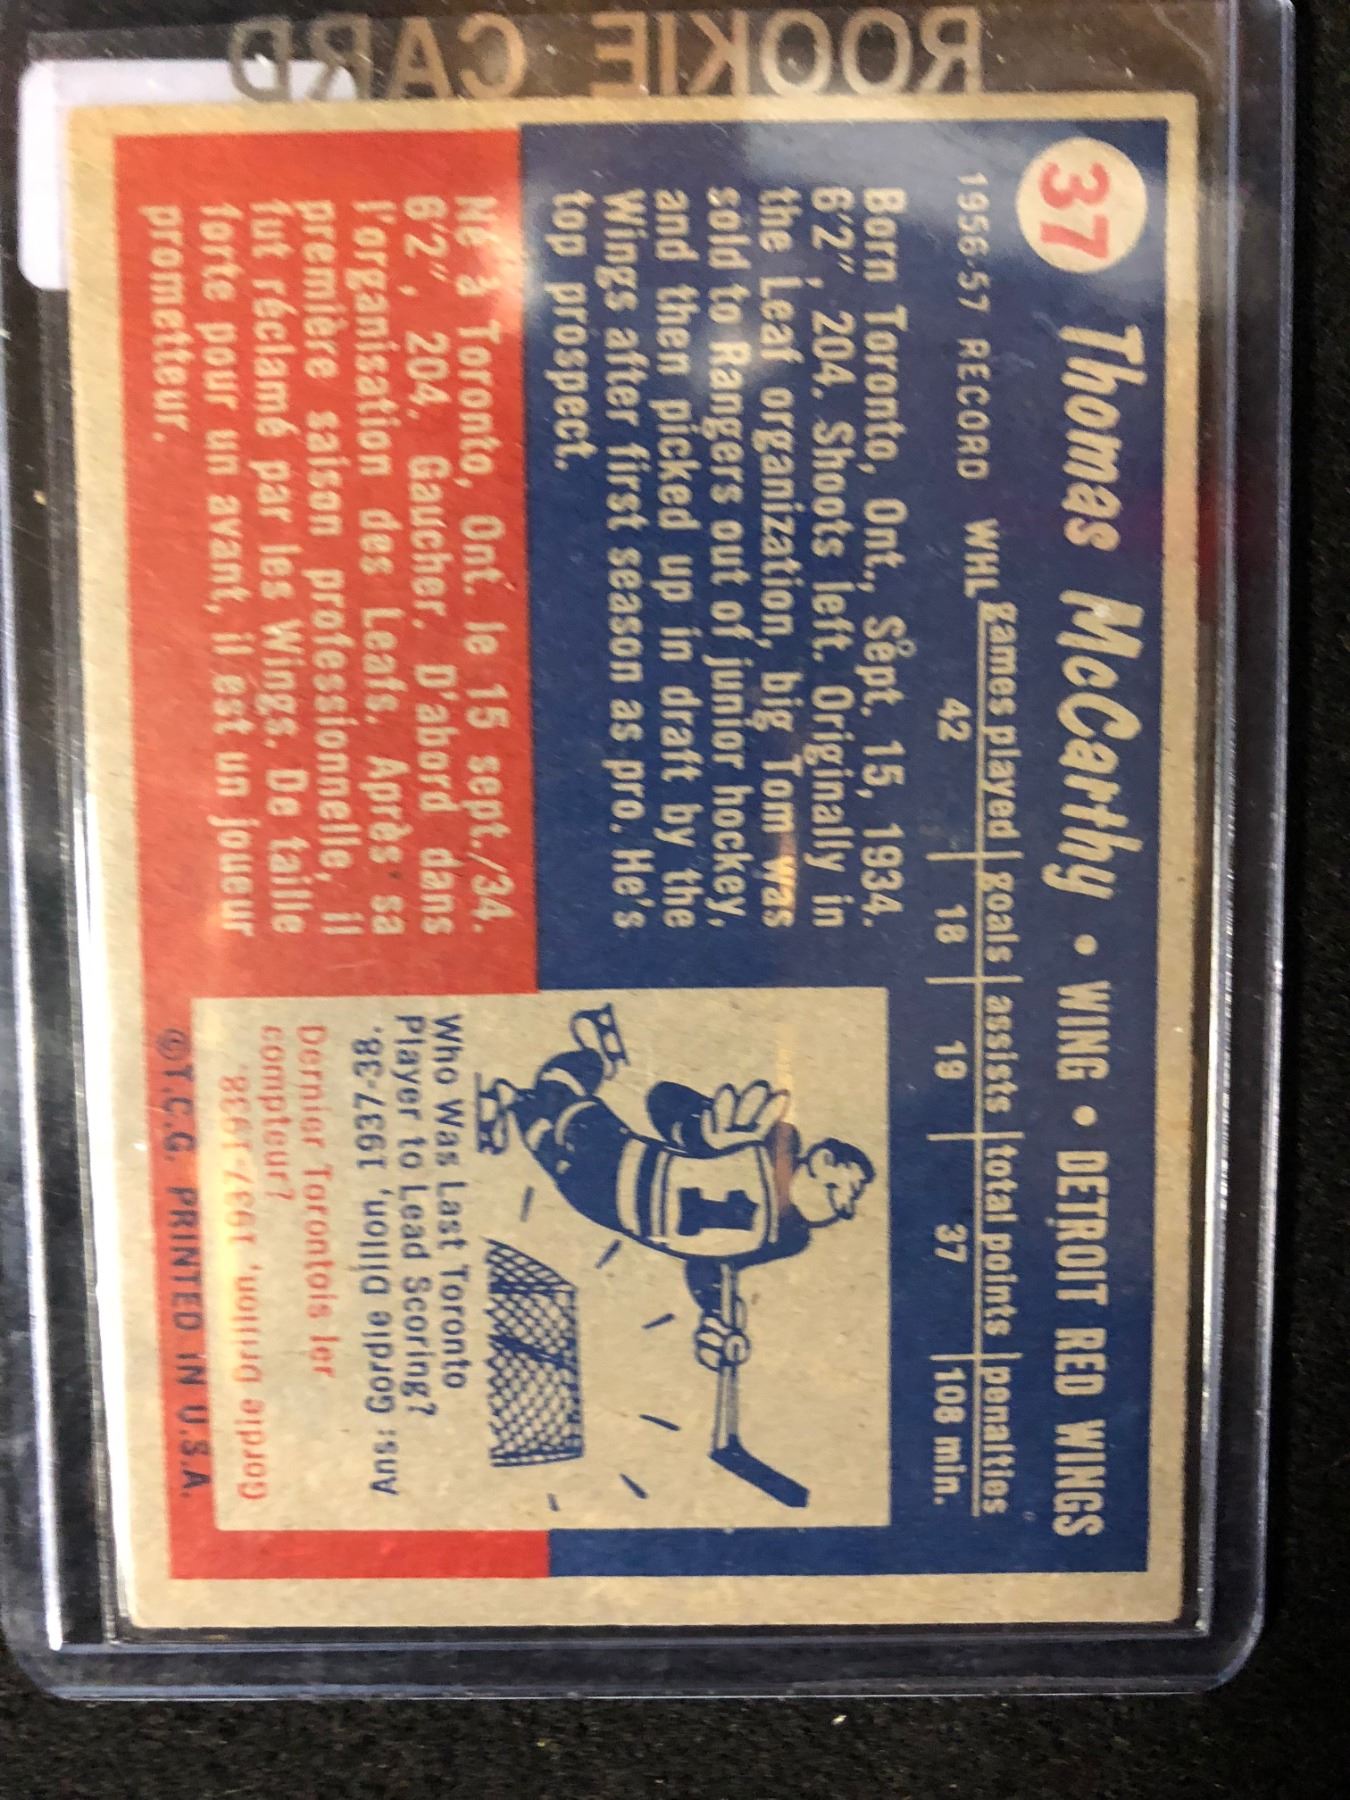 ROOKIE CARD
37 Thomas McCarthy • WING • DETROIT RED WINGS
games played goals assists total points penalties
1956-57 RECORD WHL 42 18 19 37 108 min.
Born Toronto, Ont., Sept. 15, 1934.
6'2", 204. Shoots left. Originally in
the Leaf organization, big Tom was
sold to Rangers out of junior hockey,
and then picked up in draft by the
Wings after first season as pro. He's
top prospect.
Né à Toronto, Ont. le 15 sept./34.
6'2", 204. Gaucher. D'abord dans
l'organisation des Leafs. Après sa
première saison professionnelle, il
fut réclamé par les Wings. De taille
forte pour un avant, il est un joueur
prometteur.
1
Who Was Last Toronto
Player to Lead Scoring?
Ans: Gordie Dillon, 1937-38.
Dernier Torontois 1er
compteur?
Gordie Dillon, 1937-1938.
©T.C.G. PRINTED IN U.S.A.